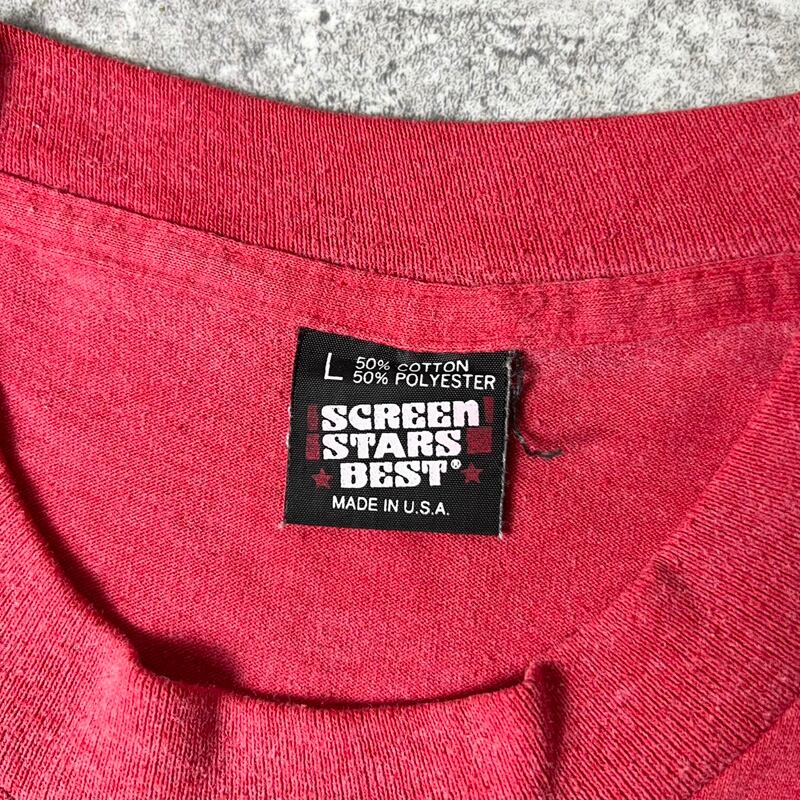 L 50% COTTON
50% POLYESTER
SCREEN
STARS
BEST®
MADE IN U.S.A.